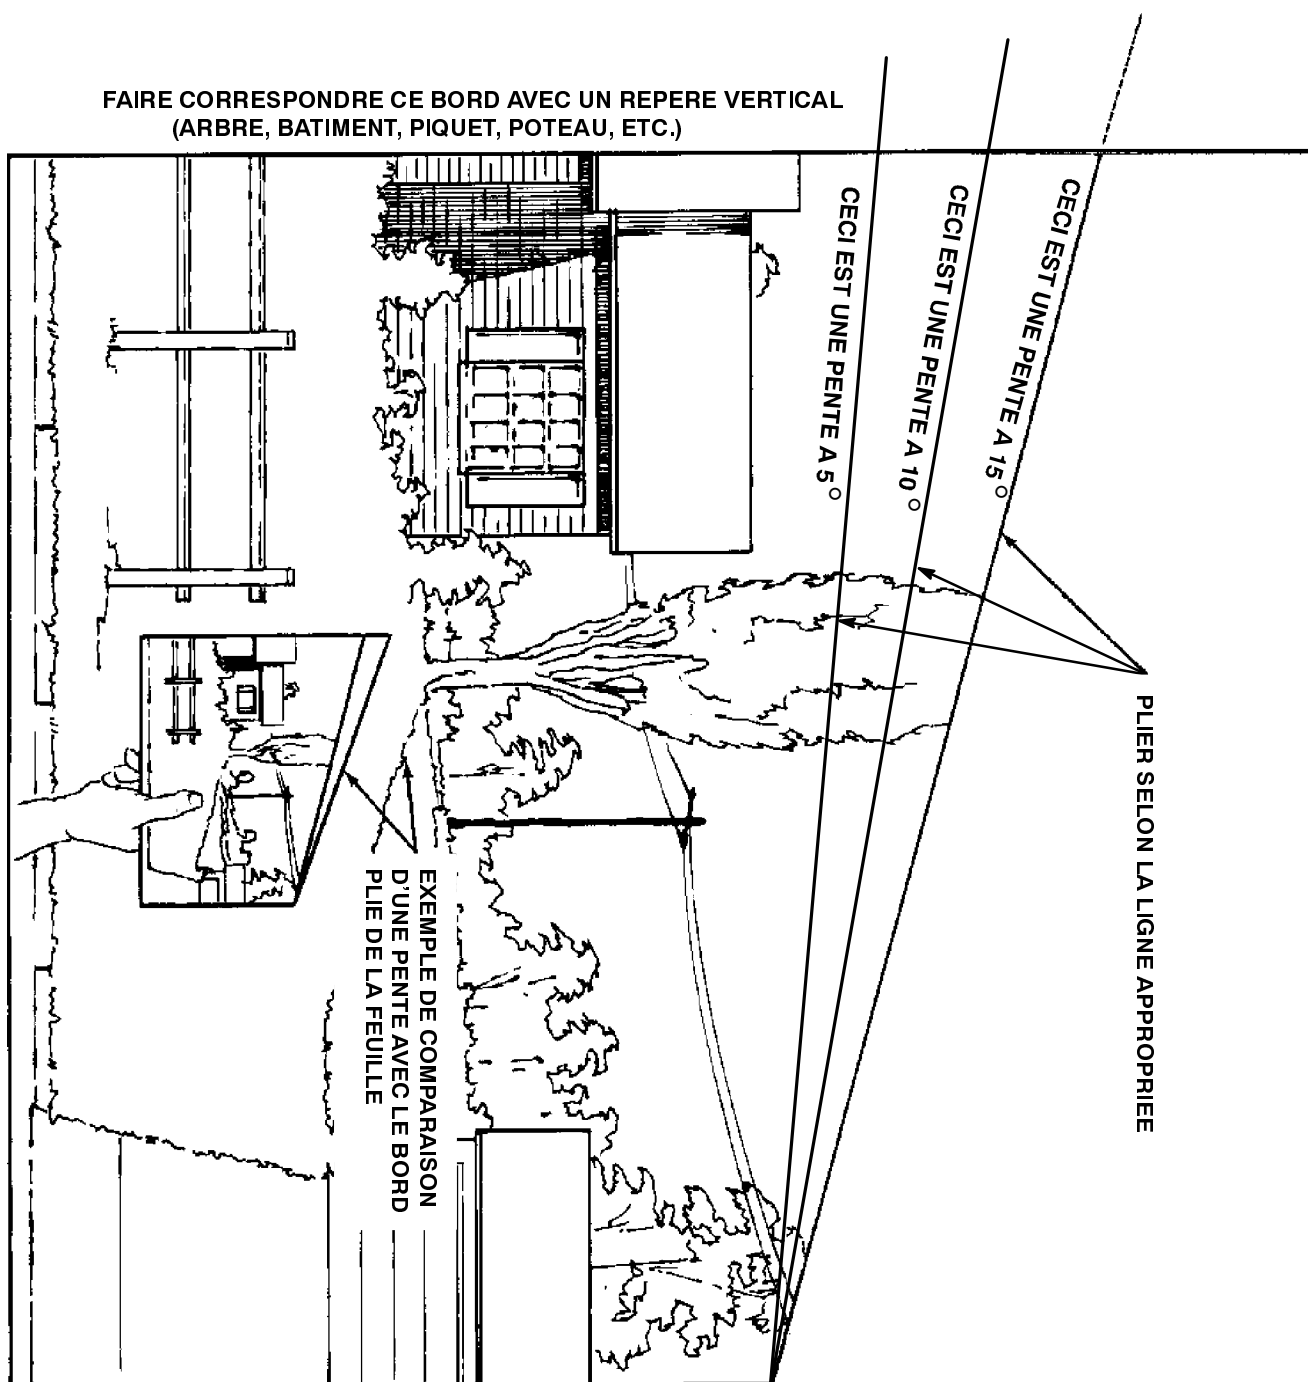 FAIRE CORRESPONDRE CE BORD AVEC UN REPERE VERTICAL
(ARBRE, BATIMENT, PIQUET, POTEAU, ETC.)
CECI EST UNE PENTE A 15°
CECI EST UNE PENTE A 10°
CECI EST UNE PENTE A 5°
PLIER SELON LA LIGNE APPROPRIEE
EXEMPLE DE COMPARAISON
D'UNE PENTE AVEC LE BORD
PLIE DE LA FEUILLE